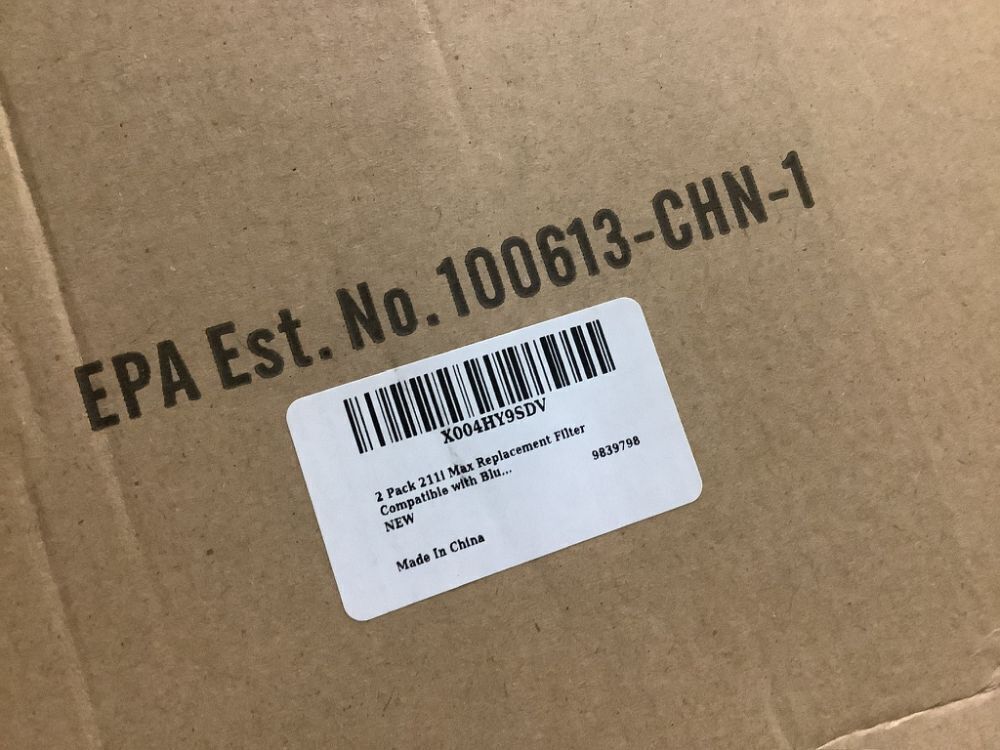 EPA Est. No. 100613-CHN-1
X004HY9SDV
2 Pack 211i Max Replacement Filter
Compatible with Blu...
9839798
NEW
Made In China